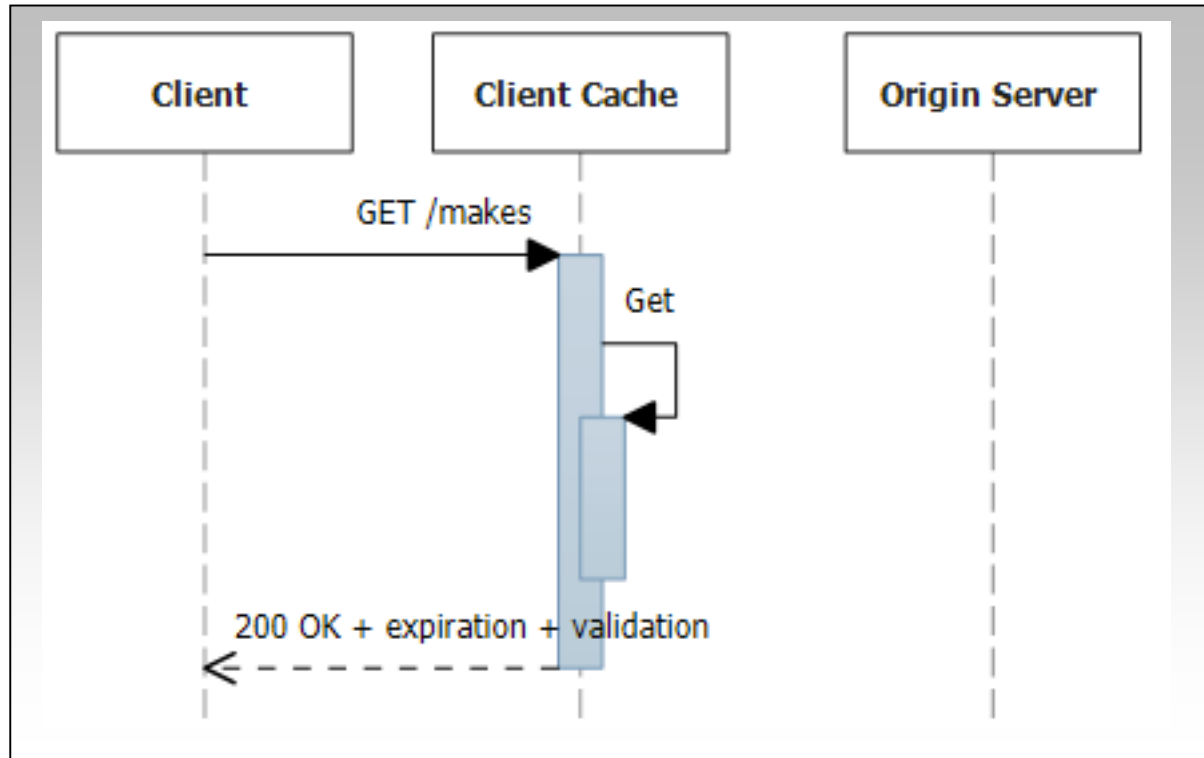 Client
Client Cache
Origin Server
GET /makes
Get
200 OK + expiration + validation